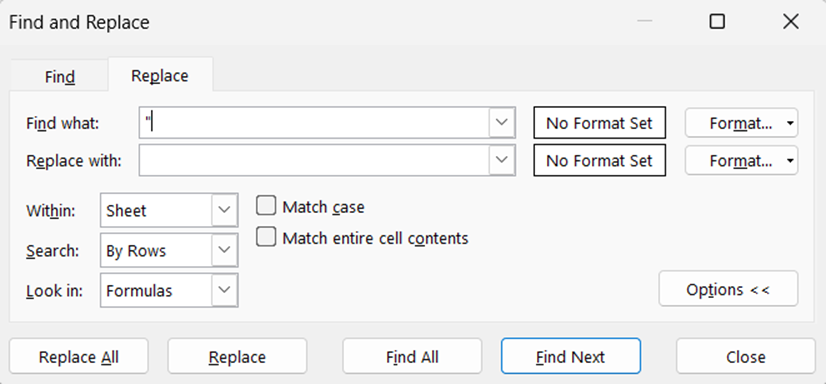 Find and Replace
Find
Replace
Find what: " No Format Set Format...
Replace with: No Format Set Format...
Within: Sheet Match case
Search: By Rows Match entire cell contents
Look in: Formulas Options <<
Replace All Replace Find All Find Next Close